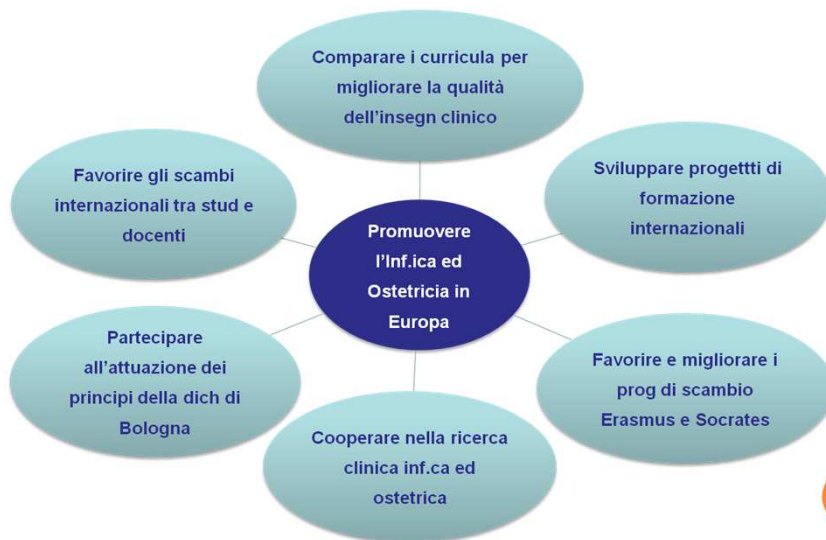 Comparare i curricula per
migliorare la qualità
dell'insegn clinico
Favorire gli scambi
internazionali tra stud e
docenti
Sviluppare progettti di
formazione
internazionali
Promuovere
l'Inf.ica ed
Ostetricia in
Europa
Partecipare
all'attuazione dei
principi della dich di
Bologna
Favorire e migliorare i
prog di scambio
Erasmus e Socrates
Cooperare nella ricerca
clinica inf.ca ed
ostetrica